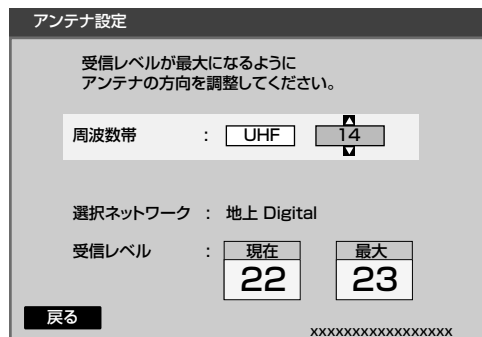 アンテナ設定
受信レベルが最大になるように
アンテナの方向を調整してください。
周波数帯 : UHF 14
選択ネットワーク : 地上 Digital
受信レベル : 現在 最大
22 23
戻る
xxxxxxxxxxxxxxxxx